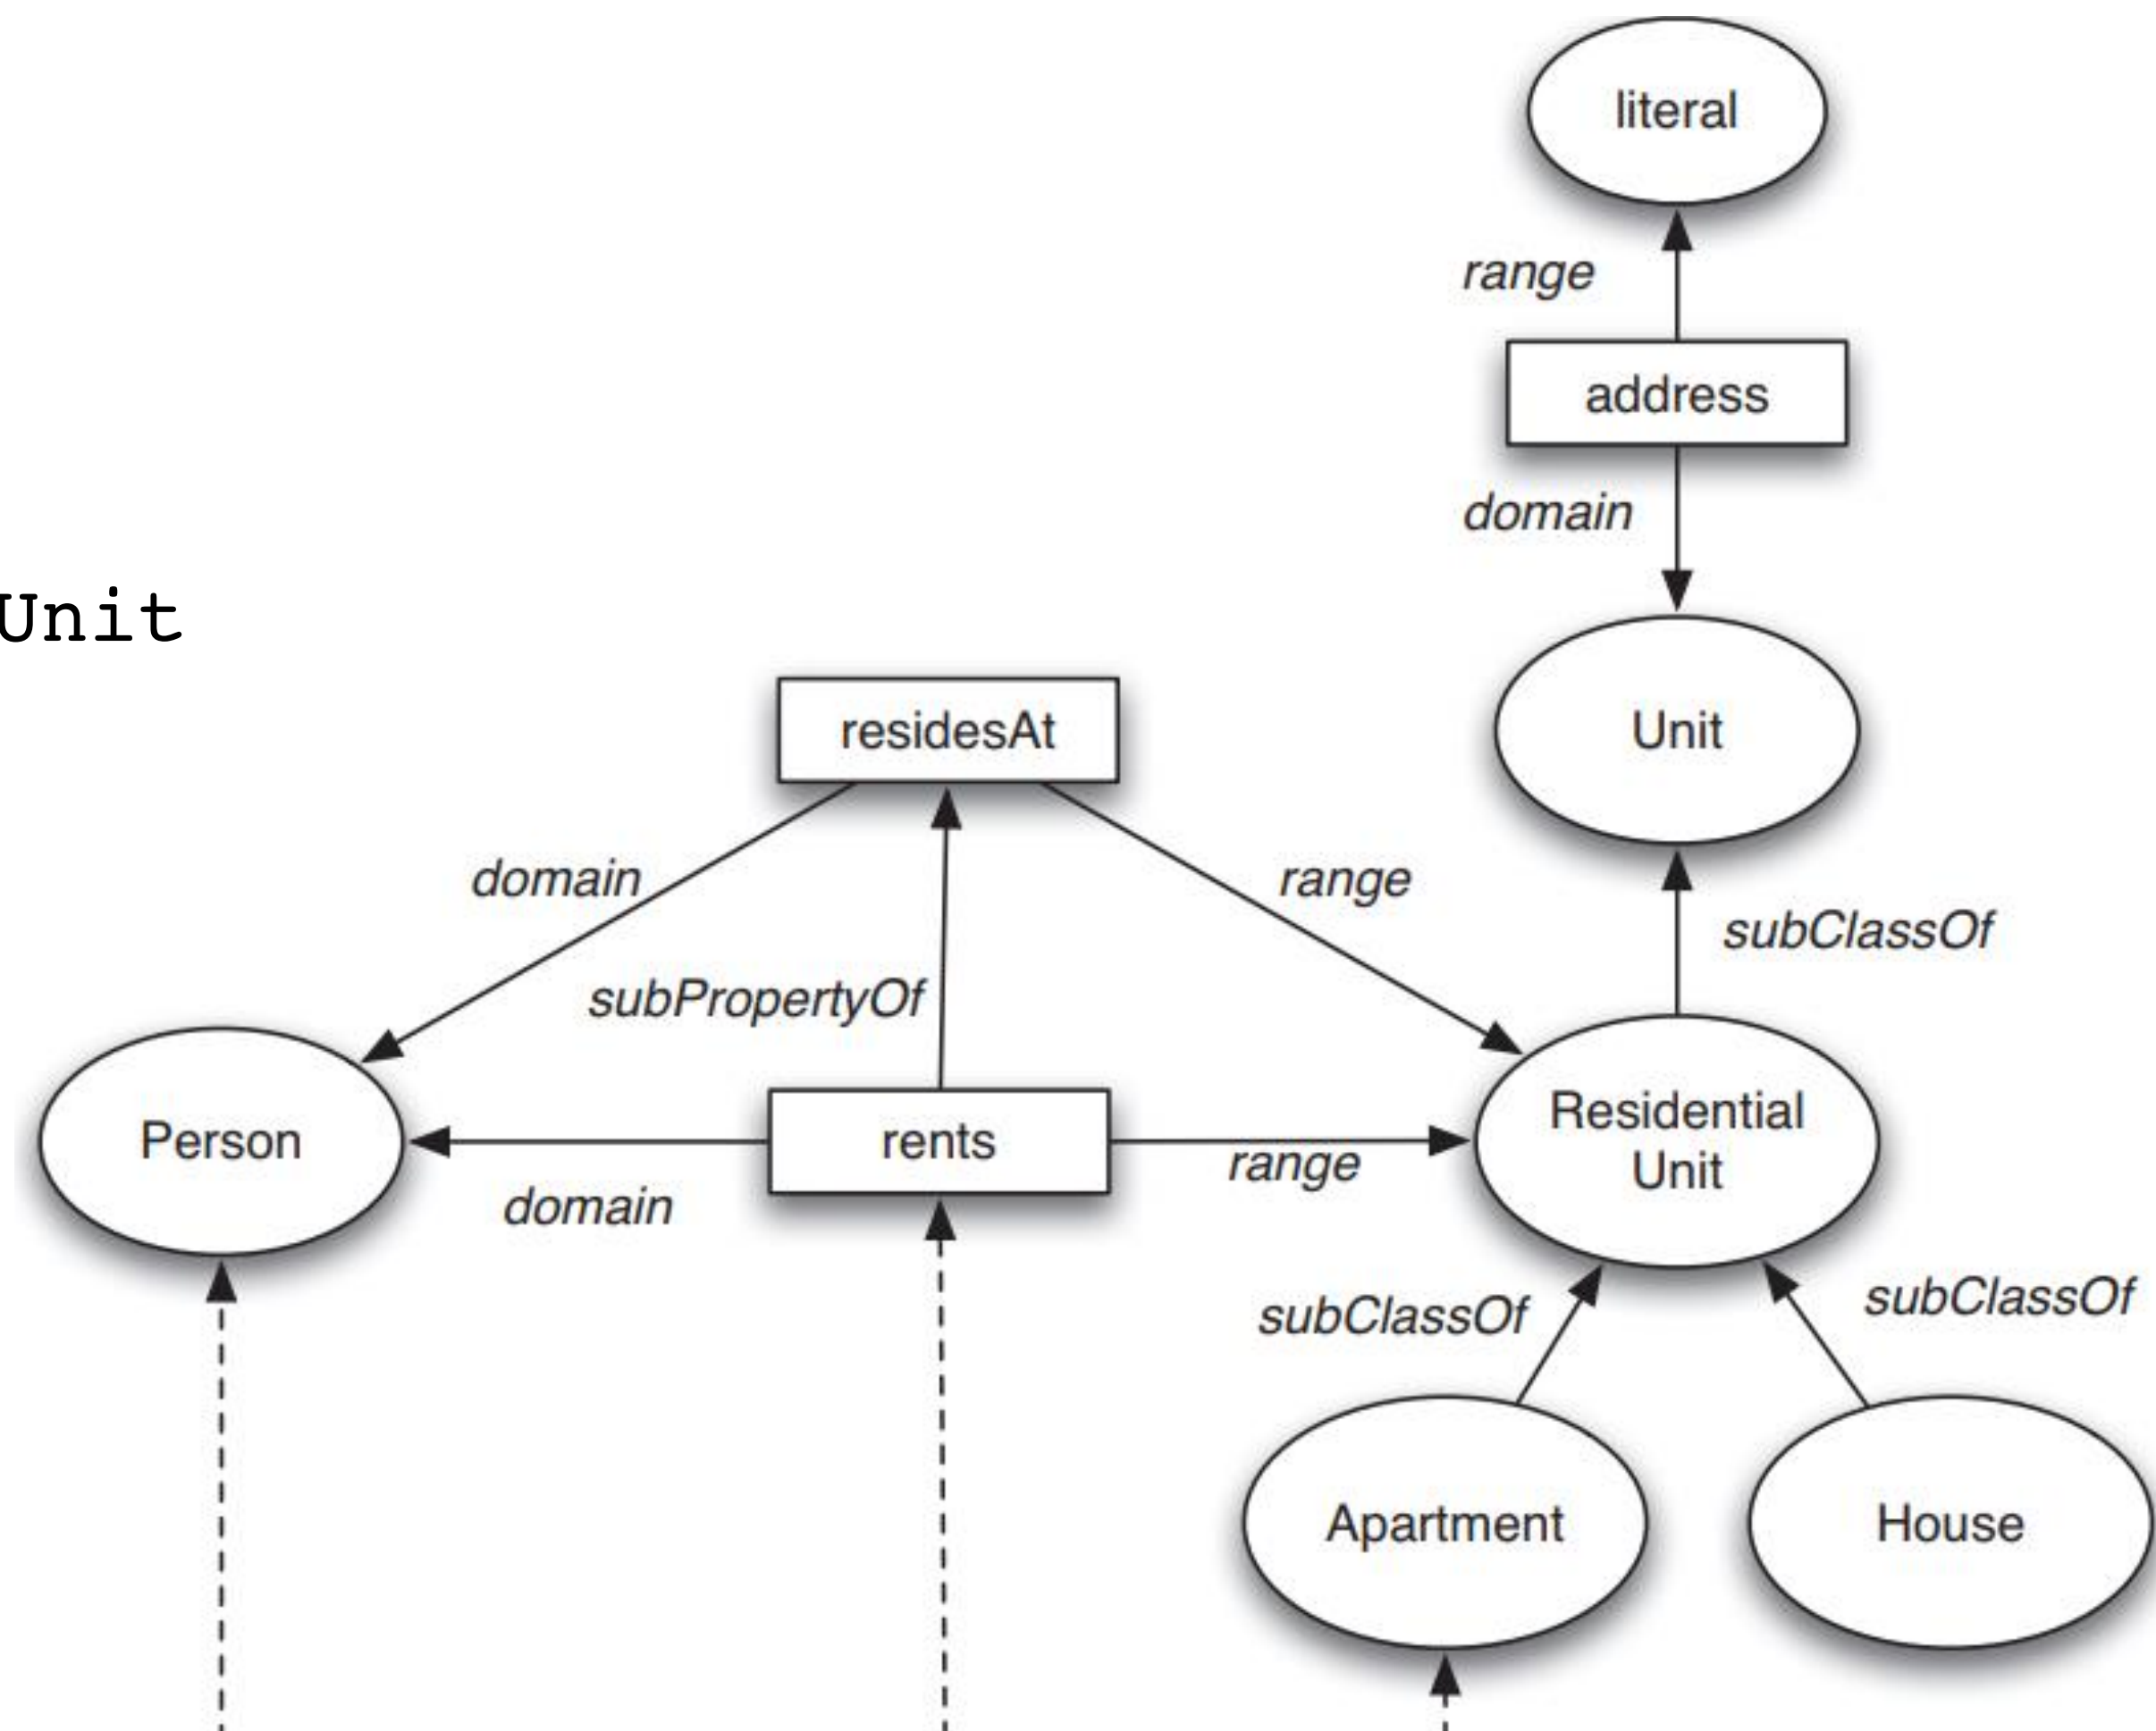 literal
range
address
domain
Unit
residesAt
Unit
domain
range
subClassOf
subPropertyOf
Residential
Unit
Person
rents
range
domain
subClassOf
subClassOf
Apartment
House